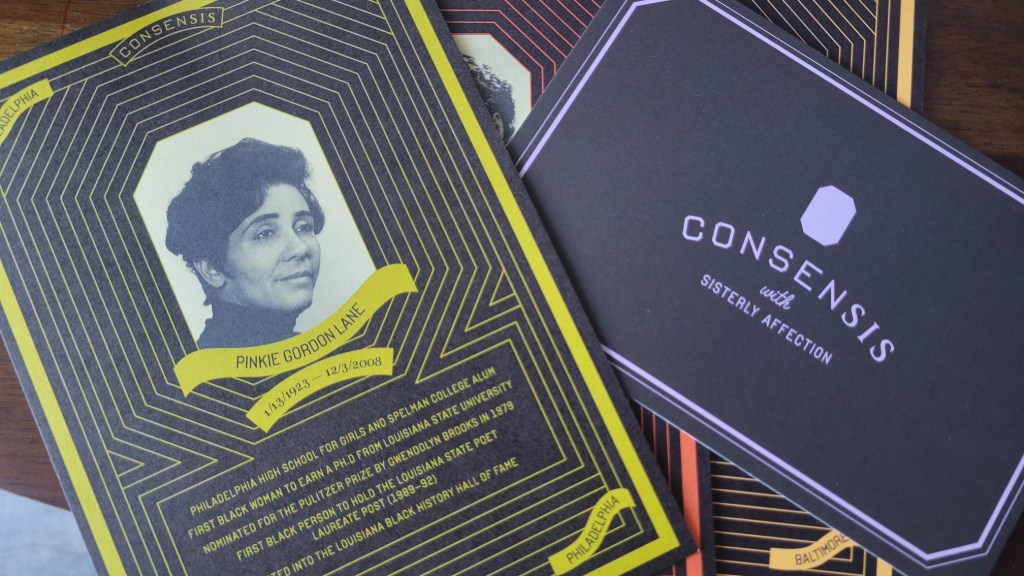 CONSENSIS
PINKIE GORDON LANE
1/13/1923 — 12/3/2008
PHILADELPHIA HIGH SCHOOL FOR GIRLS AND SPELMAN COLLEGE ALUM
FIRST BLACK WOMAN TO EARN A PH.D FROM LOUISIANA STATE UNIVERSITY
NOMINATED FOR THE PULITZER PRIZE BY GWENDOLYN BROOKS IN 1979
FIRST BLACK PERSON TO HOLD THE LOUISIANA STATE POET
LAUREATE POST (1989-92)
INTO THE LOUISIANA BLACK HISTORY HALL OF FAME
PHILADELPHIA
CONSENSIS
with
SISTERLY AFFECTION
BALTIMORE